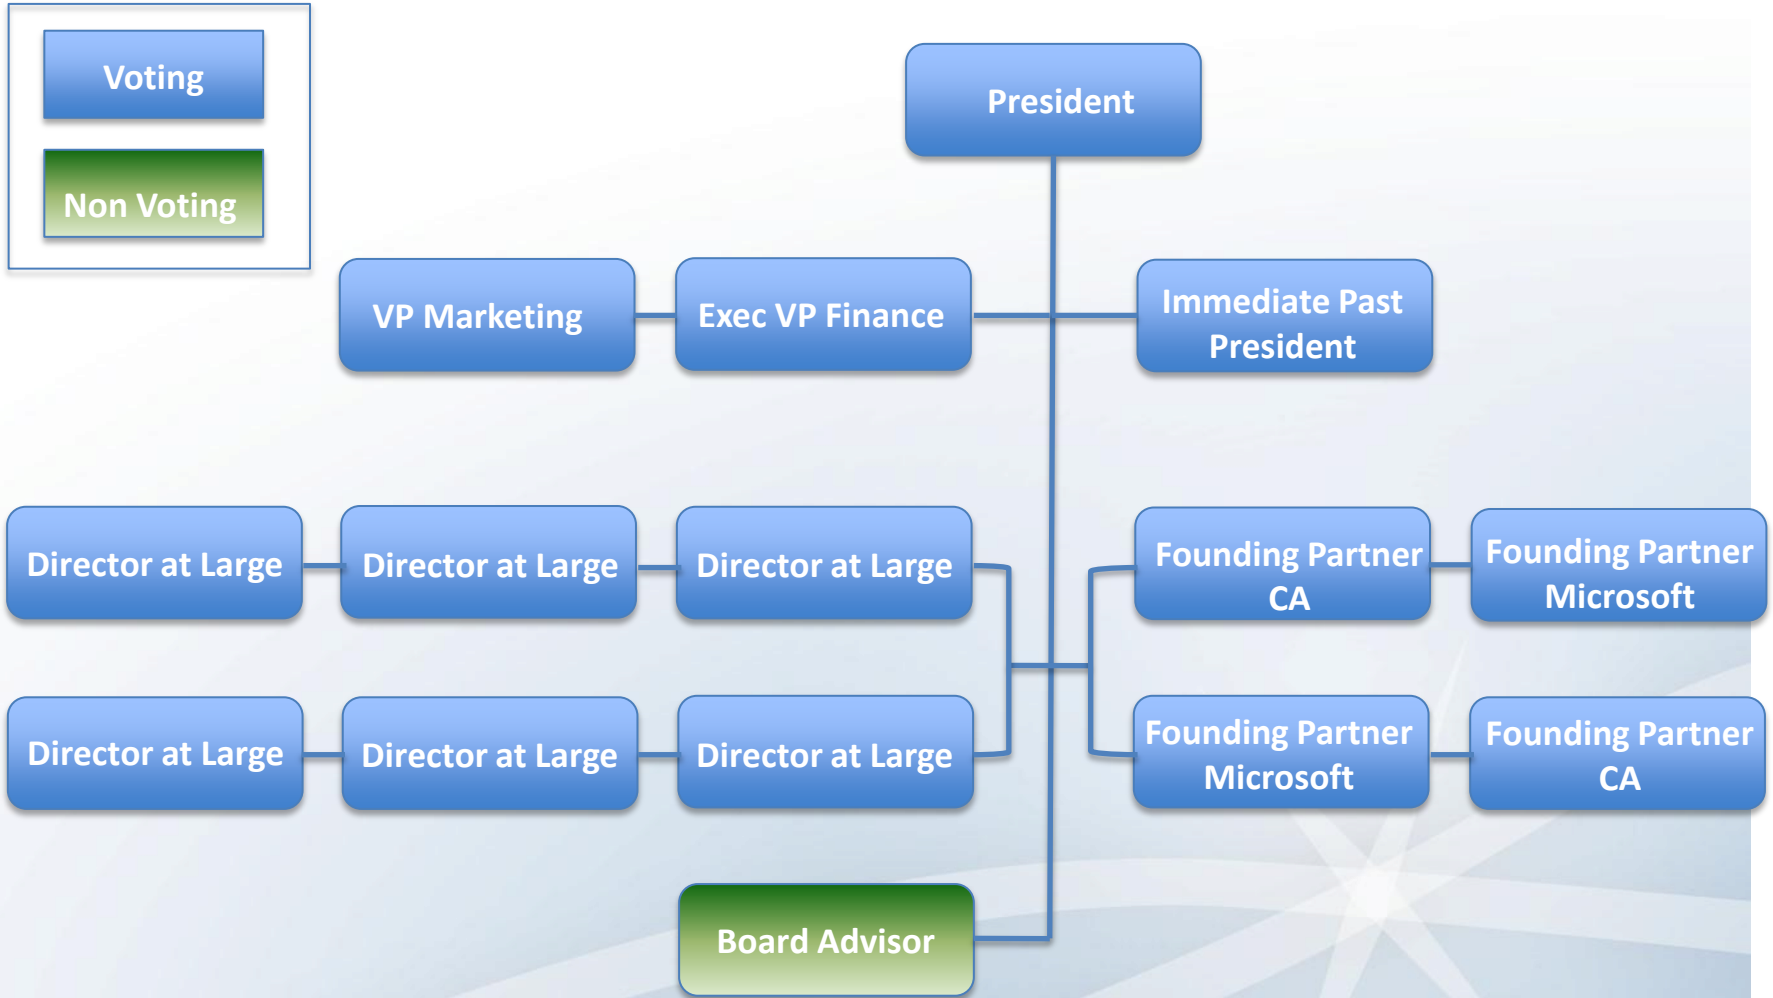 Voting
Non Voting
President
VP Marketing
Exec VP Finance
Immediate Past
President
Director at Large
Director at Large
Director at Large
Founding Partner
CA
Founding Partner
Microsoft
Director at Large
Director at Large
Director at Large
Founding Partner
Microsoft
Founding Partner
CA
Board Advisor